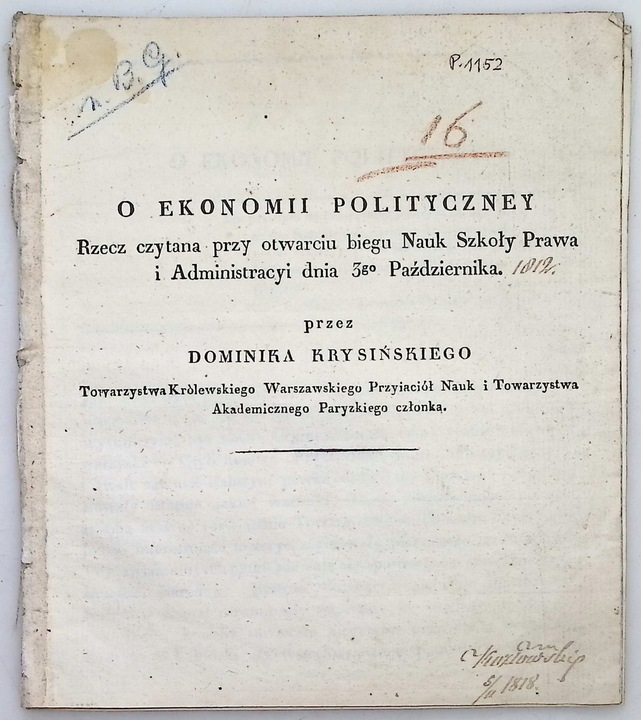 n. B. G.
P. 1152
16
O EKONOMII POLITYCZNEY
Rzecz czytana przy otwarciu biegu Nauk Szkoły Prawa
i Administracyi dnia 3go Października. 1812.
przez
DOMINIKA KRYSIŃSKIEGO
Towarzystwa Królewskiego Warszawskiego Przyiaciół Nauk i Towarzystwa
Akademicznego Paryzkiego członka.
1818.